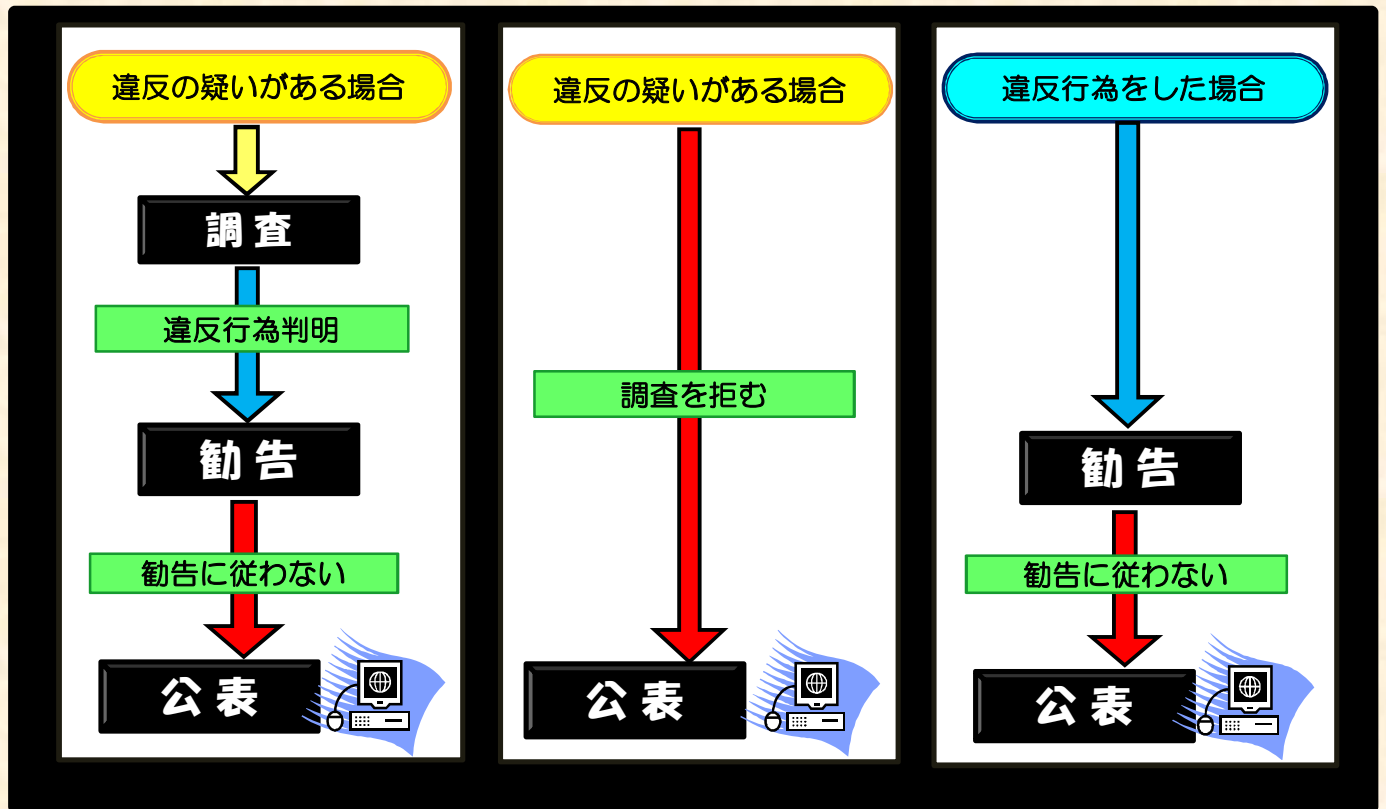 違反の疑いがある場合
調査
違反行為判明
勧告
勧告に従わない
公表
違反の疑いがある場合
調査を拒む
公表
違反行為をした場合
勧告
勧告に従わない
公表